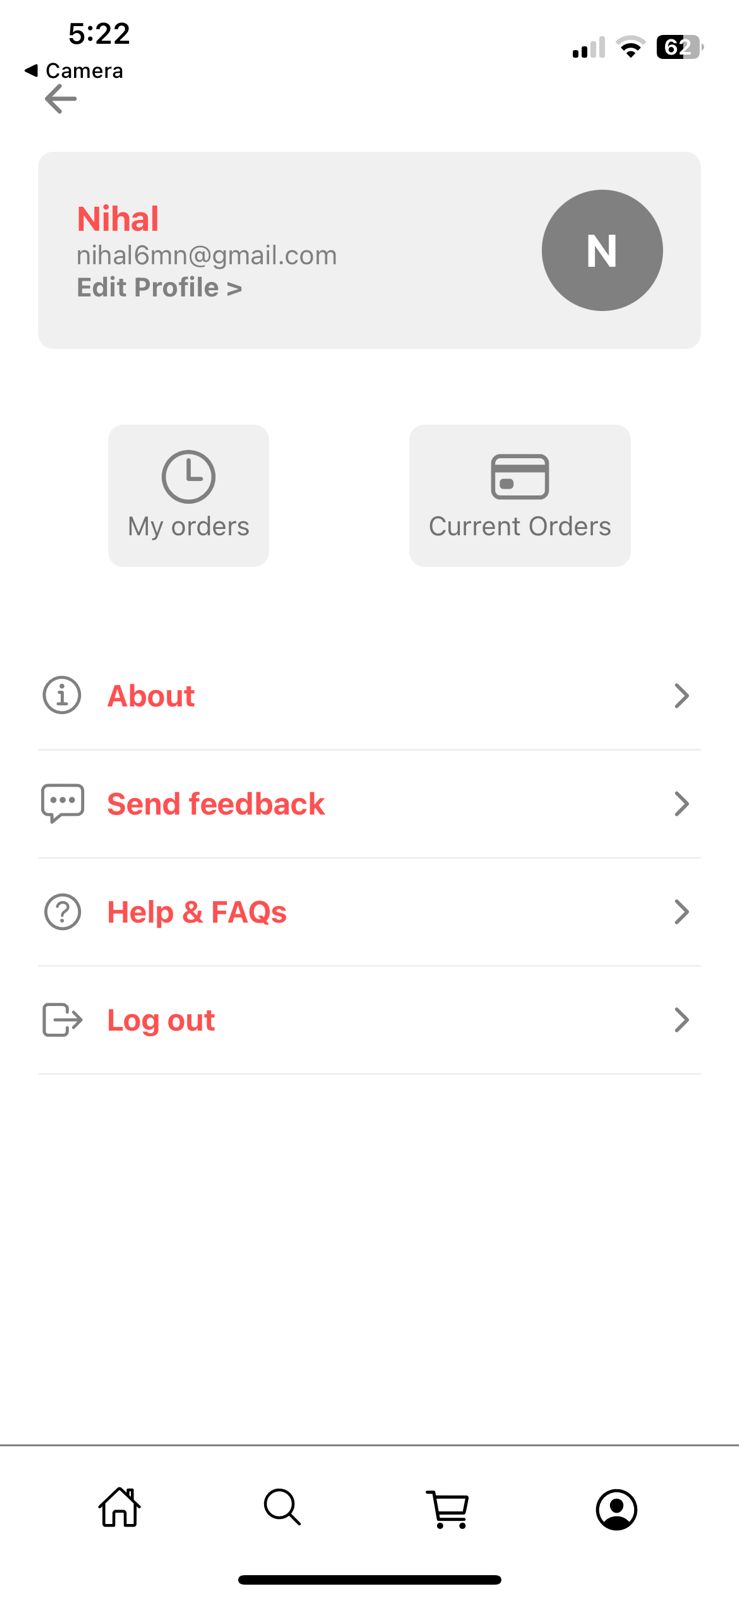 5:22
62
◀ Camera
Nihal
nihal6mn@gmail.com
Edit Profile >
N
My orders
Current Orders
About
Send feedback
Help & FAQs
Log out